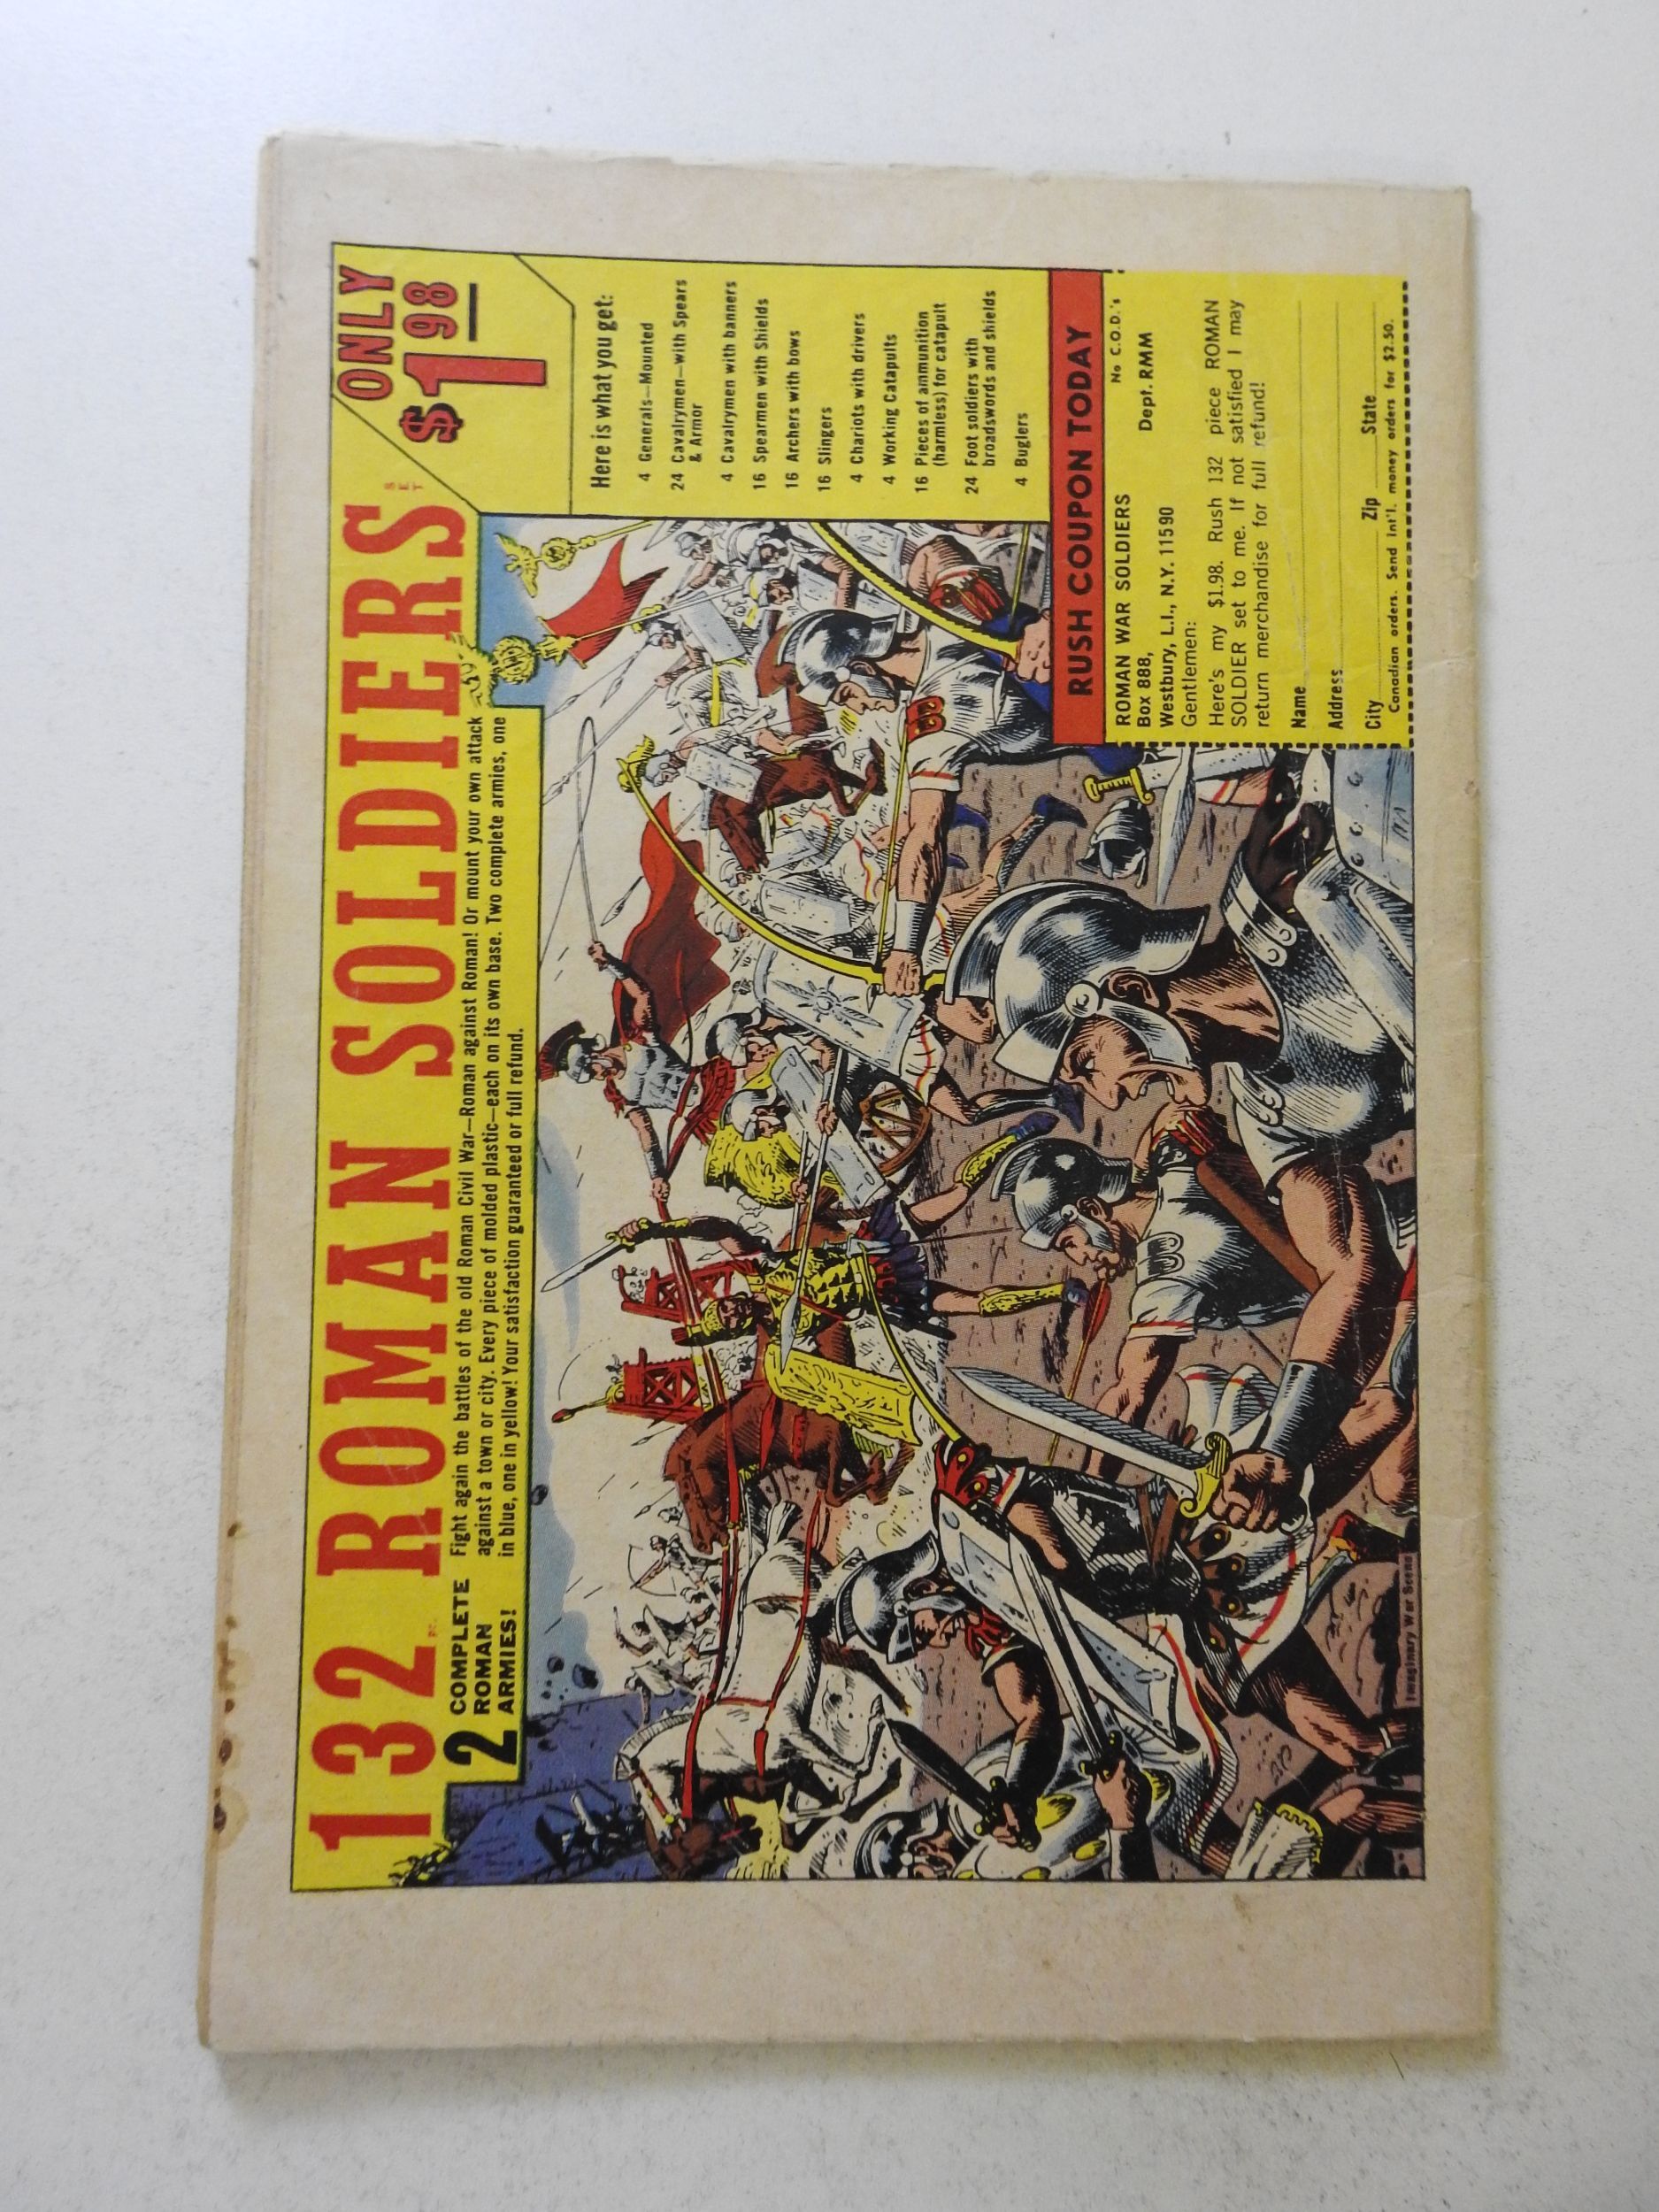 132 PC. ROMAN SOLDIERS SET
ONLY
$1.98
2 COMPLETE
ROMAN
ARMIES!
Fight again the battles of the old Roman Civil War—Roman against Roman! Or mount your own attack
against a town or city. Every piece of molded plastic—each on its own base. Two complete armies, one
in blue, one in yellow! Your satisfaction guaranteed or full refund.
Here is what you get:
4 Generals—Mounted
24 Cavalrymen—with Spears
& Armor
4 Cavalrymen with banners
16 Spearmen with Shields
16 Archers with bows
16 Slingers
4 Chariots with drivers
4 Working Catapults
16 Pieces of ammunition
(harmless) for catapult
24 Foot soldiers with
broadswords and shields
4 Buglers
RUSH COUPON TODAY
No C.O.D.'s
ROMAN WAR SOLDIERS
Box 888, Dept. RMM
Westbury, L.I., N.Y. 11590
Gentlemen:
Here's my $1.98. Rush 132 piece ROMAN
SOLDIER set to me. If not satisfied I may
return merchandise for full refund!
Name
Address
City Zip State
Canadian orders. Send Int'l. money orders for $2.50.
Imaginary War Scene